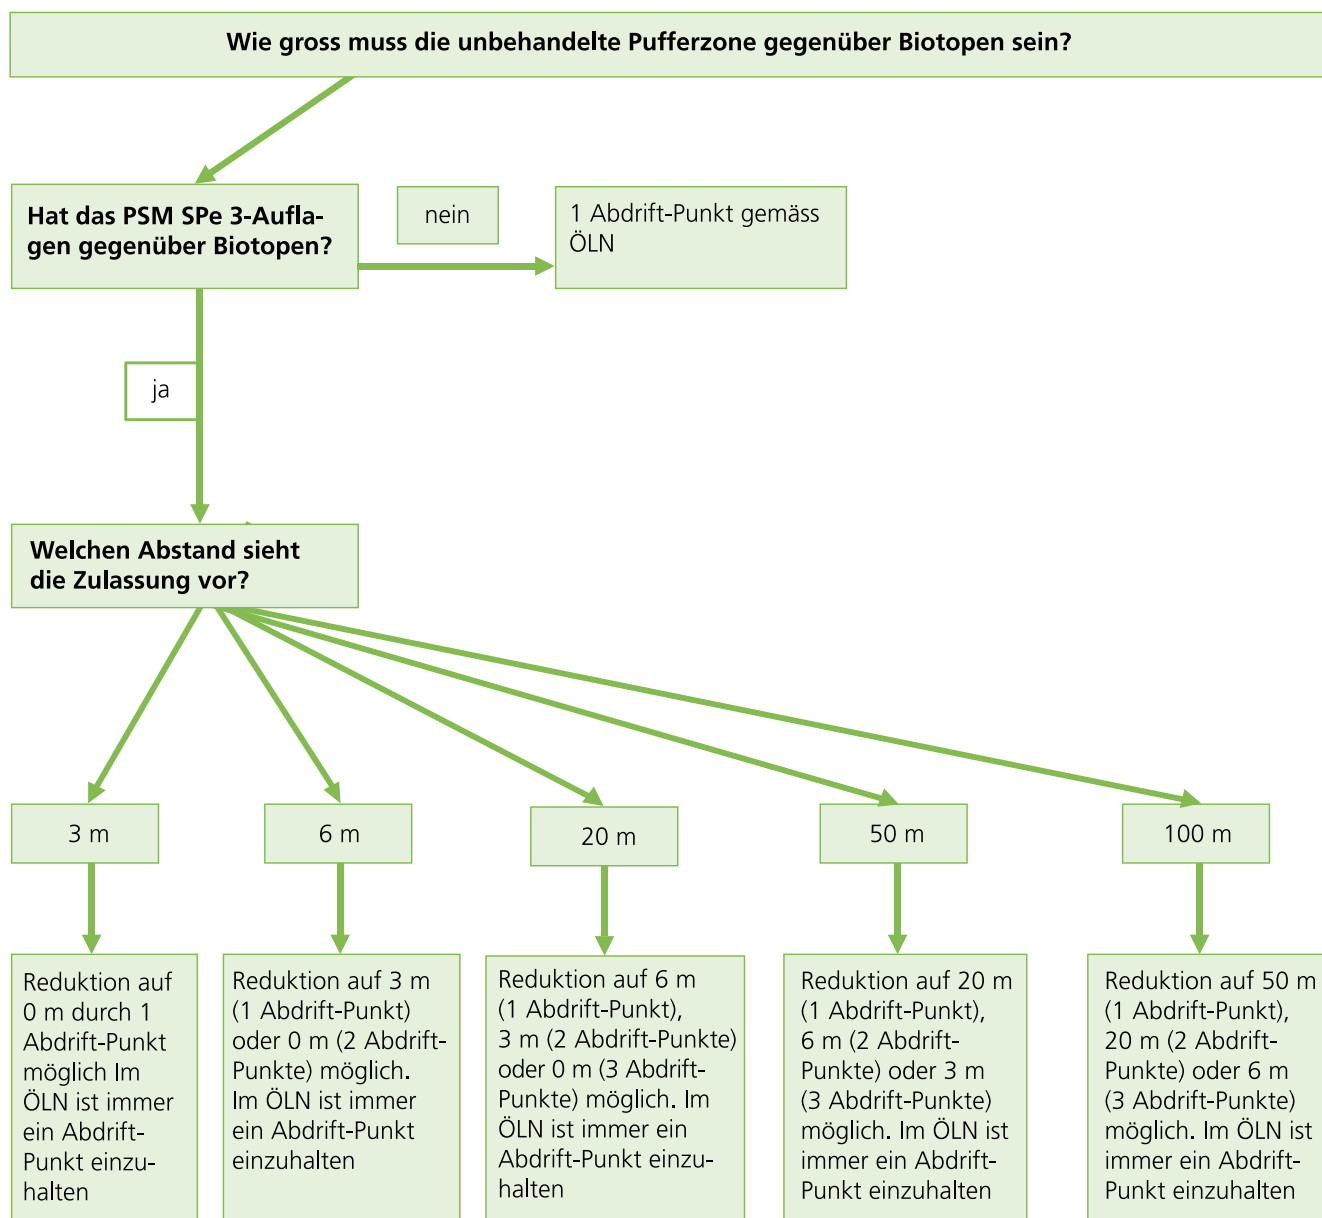 Wie gross muss die unbehandelte Pufferzone gegenüber Biotopen sein?
Hat das PSM SPe 3-Aufla-
gen gegenüber Biotopen?
nein
1 Abdrift-Punkt gemäss
ÖLN
ja
Welchen Abstand sieht
die Zulassung vor?
3 m
6 m
20 m
50 m
100 m
Reduktion auf
0 m durch 1
Abdrift-Punkt
möglich Im
ÖLN ist immer
ein Abdrift-
Punkt einzu-
halten
Reduktion auf 3 m
(1 Abdrift-Punkt)
oder 0 m (2 Abdrift-
Punkte) möglich.
Im ÖLN ist immer
ein Abdrift-Punkt
einzuhalten
Reduktion auf 6 m
(1 Abdrift-Punkt),
3 m (2 Abdrift-Punkte)
oder 0 m (3 Abdrift-
Punkte) möglich. Im
ÖLN ist immer ein
Abdrift-Punkt einzu-
halten
Reduktion auf 20 m
(1 Abdrift-Punkt),
6 m (2 Abdrift-
Punkte) oder 3 m
(3 Abdrift-Punkte)
möglich. Im ÖLN ist
immer ein Abdrift-
Punkt einzuhalten
Reduktion auf 50 m
(1 Abdrift-Punkt),
20 m (2 Abdrift-
Punkte) oder 6 m
(3 Abdrift-Punkte)
möglich. Im ÖLN ist
immer ein Abdrift-
Punkt einzuhalten